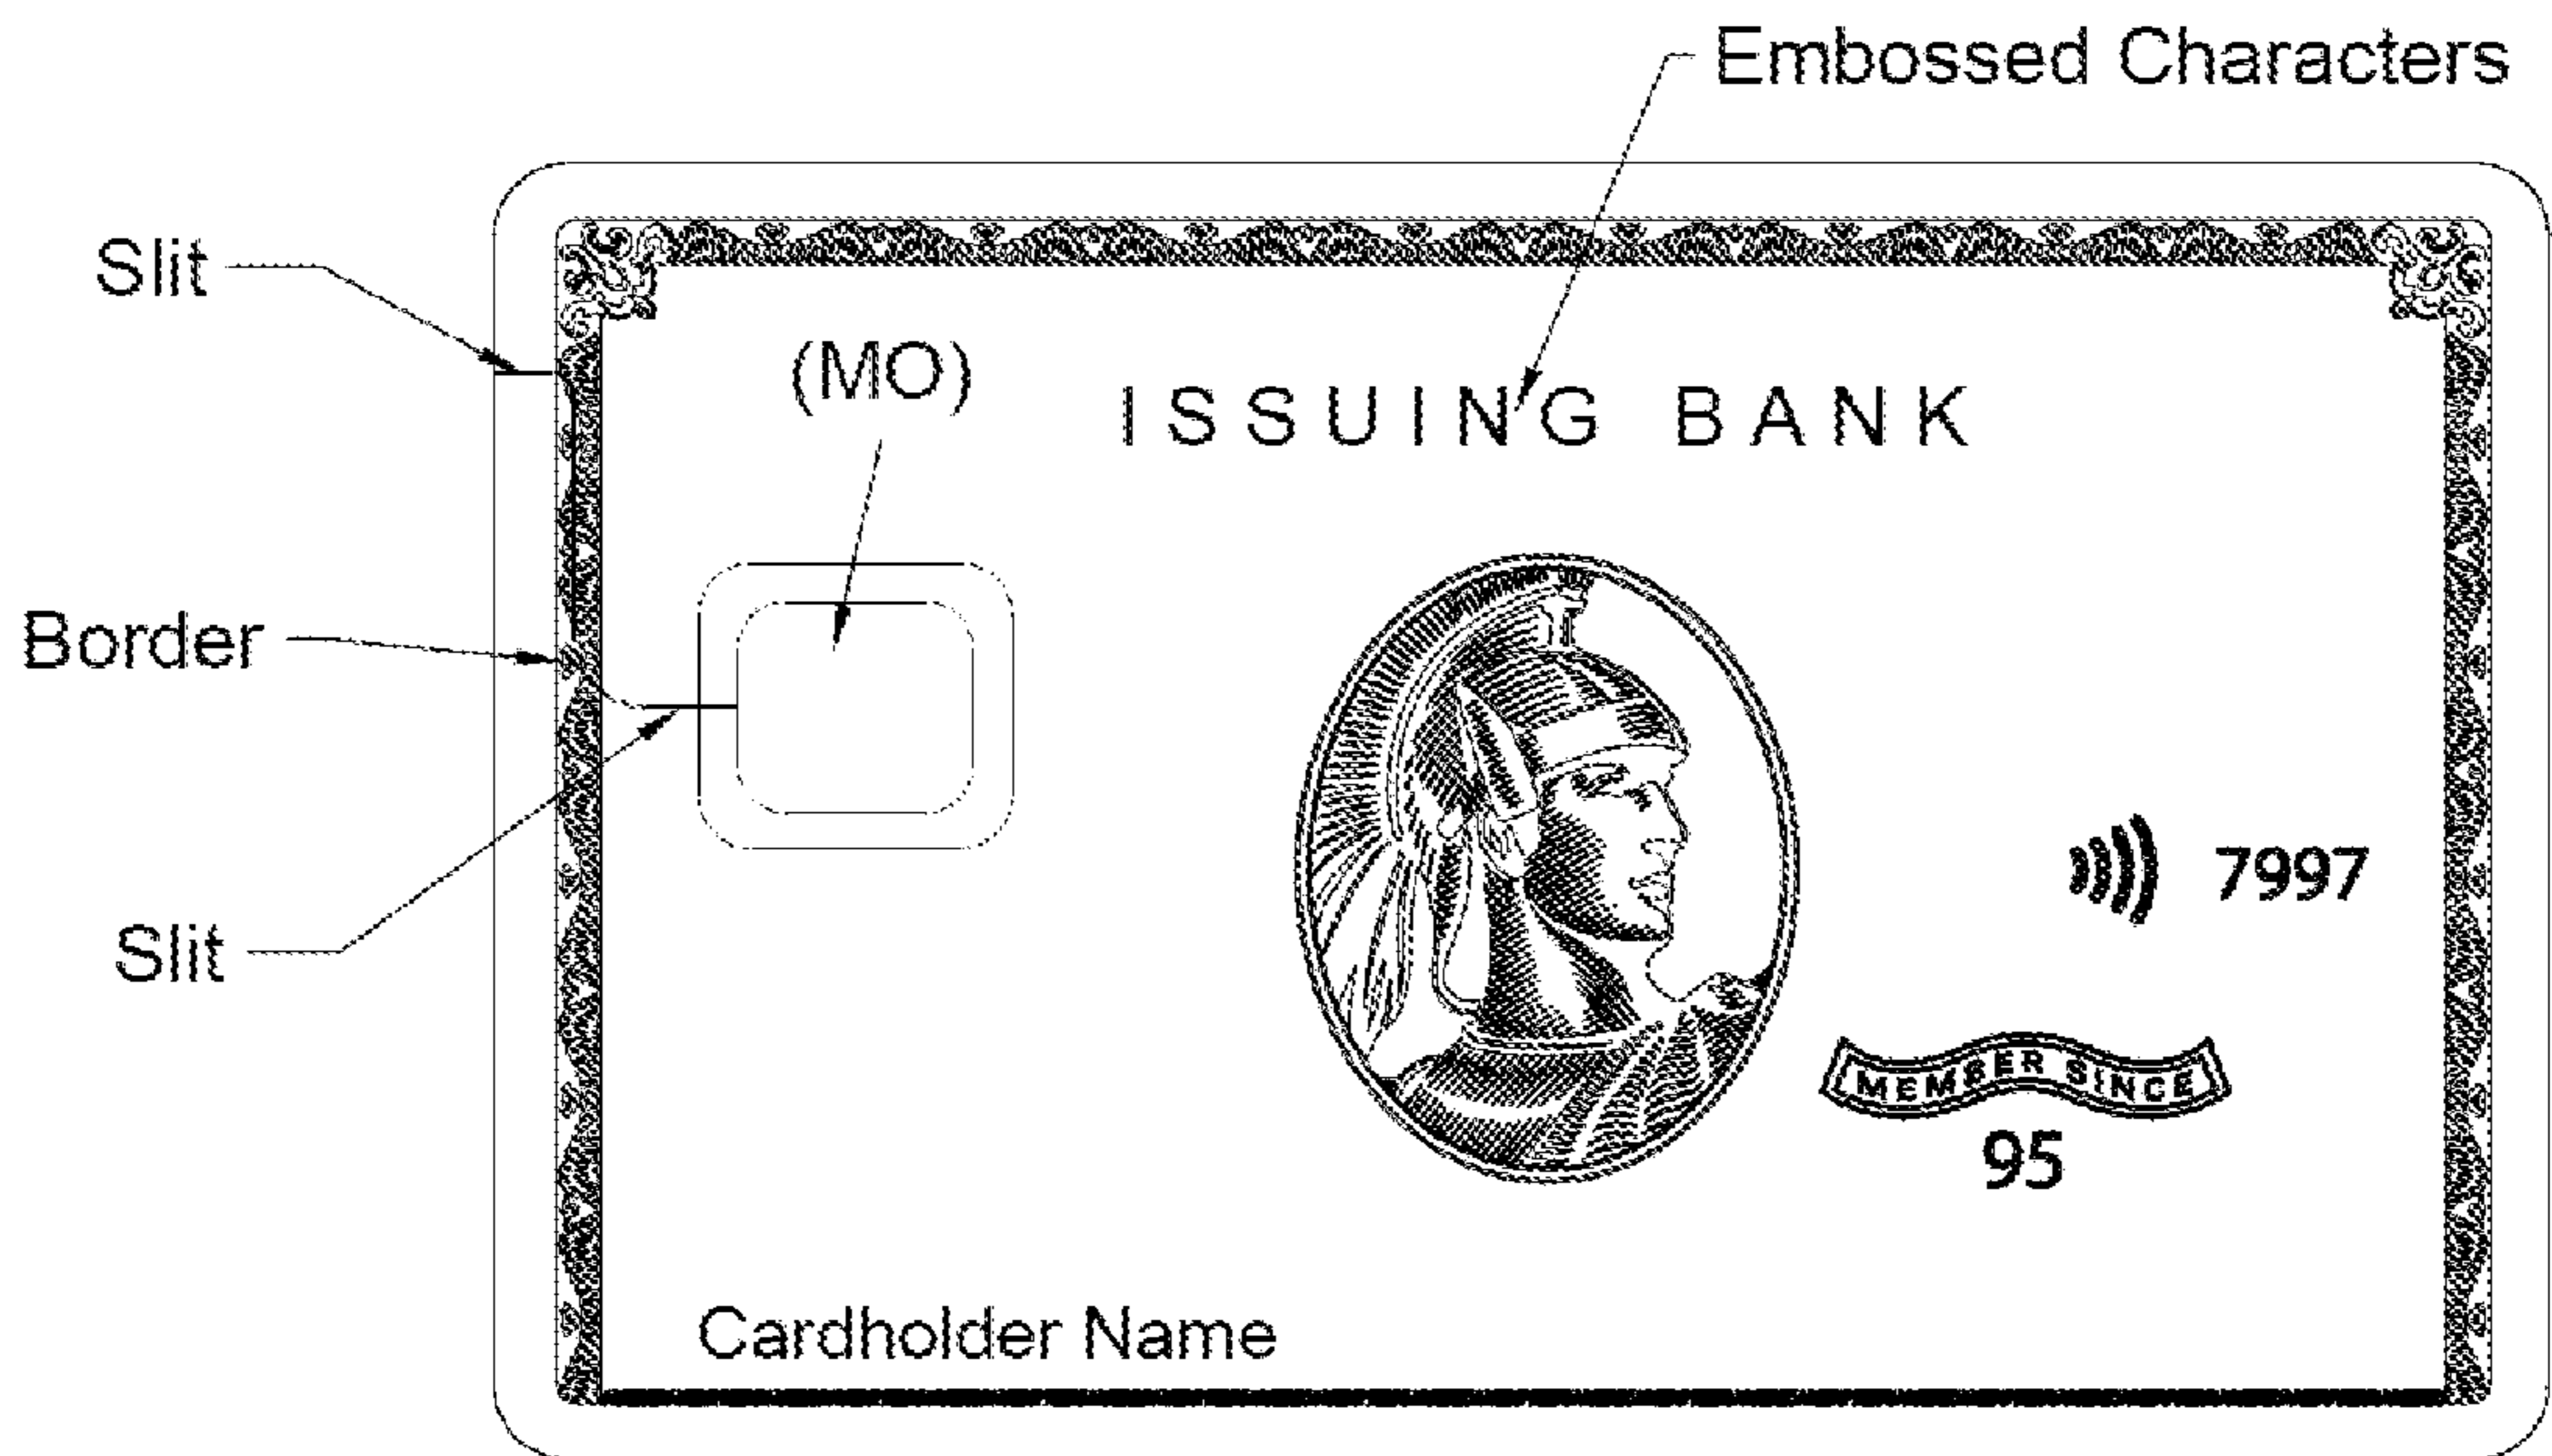 Embossed Characters
Slit
(MO)
ISSUING BANK
Border
7997
Slit
MEMBER SINCE
95
Cardholder Name